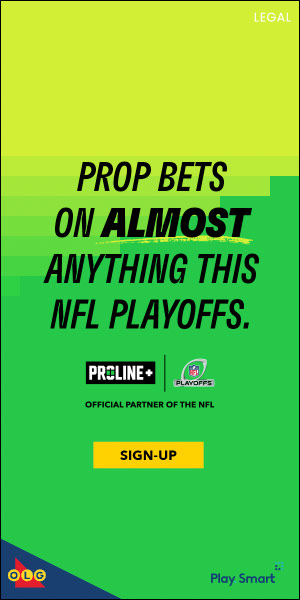 LEGAL
PROP BETS
ON ALMOST
ANYTHING THIS
NFL PLAYOFFS.
PROLINE+
NFL
PLAYOFFS
OFFICIAL PARTNER OF THE NFL
SIGN-UP
OLG
Play Smart